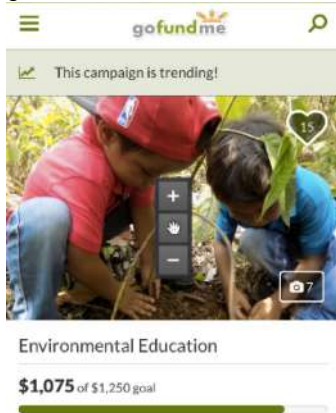 gofundme
This campaign is trending!
15
+
−
7
Environmental Education
$1,075 of $1,250 goal